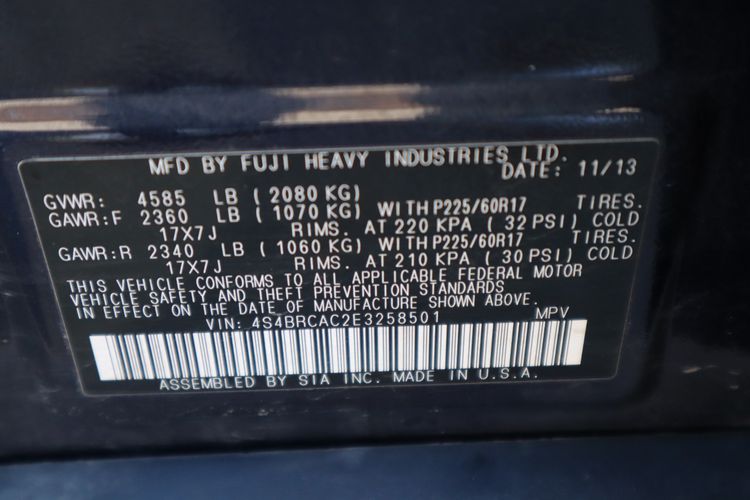 MFD BY FUJI HEAVY INDUSTRIES LTD.
DATE: 11/13
GVWR: 4585 LB ( 2080 KG)
GAWR:F 2360 LB ( 1070 KG) WITH P225/60R17 TIRES.
17X7J RIMS. AT 220 KPA ( 32 PSI) COLD
GAWR:R 2340 LB ( 1060 KG) WITH P225/60R17 TIRES.
17X7J RIMS. AT 210 KPA ( 30 PSI) COLD
THIS VEHICLE CONFORMS TO ALL APPLICABLE FEDERAL MOTOR
VEHICLE SAFETY AND THEFT PREVENTION STANDARDS
IN EFFECT ON THE DATE OF MANUFACTURE SHOWN ABOVE.
VIN: 4S4BRCAC2E3258501 MPV
ASSEMBLED BY SIA INC. MADE IN U.S.A.